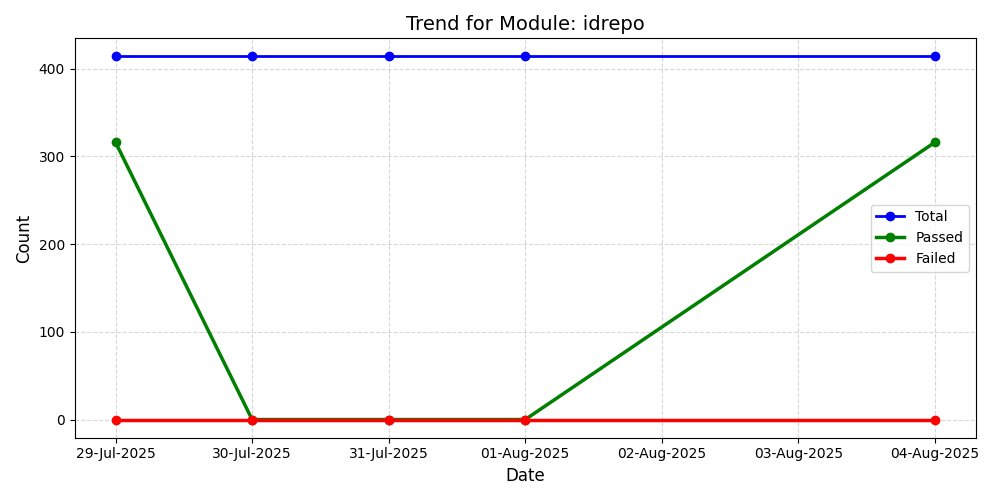 Trend for Module: idrepo
Count
400
300
200
100
0
Total
Passed
Failed
29-Jul-2025 30-Jul-2025 31-Jul-2025 01-Aug-2025 02-Aug-2025 03-Aug-2025 04-Aug-2025
Date